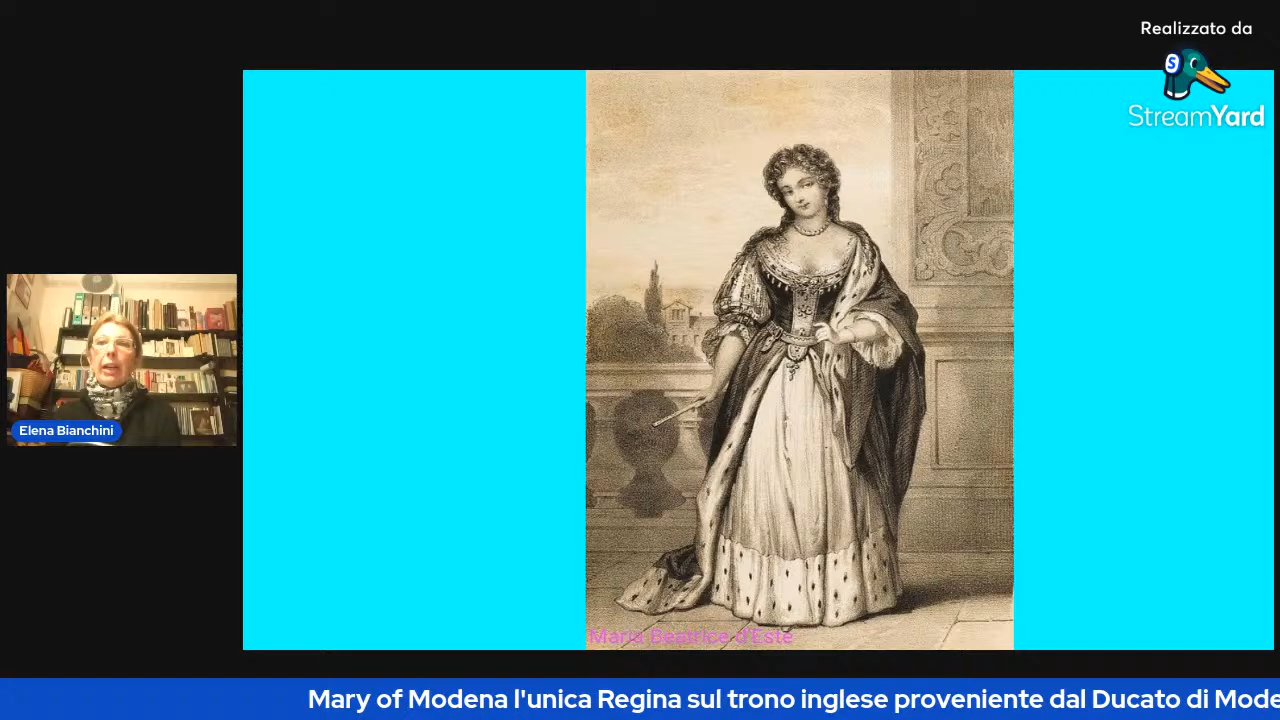 Realizzato da
StreamYard
Elena Bianchini
Maria Beatrice d'Este
Mary of Modena l'unica Regina sul trono inglese proveniente dal Ducato di Mode